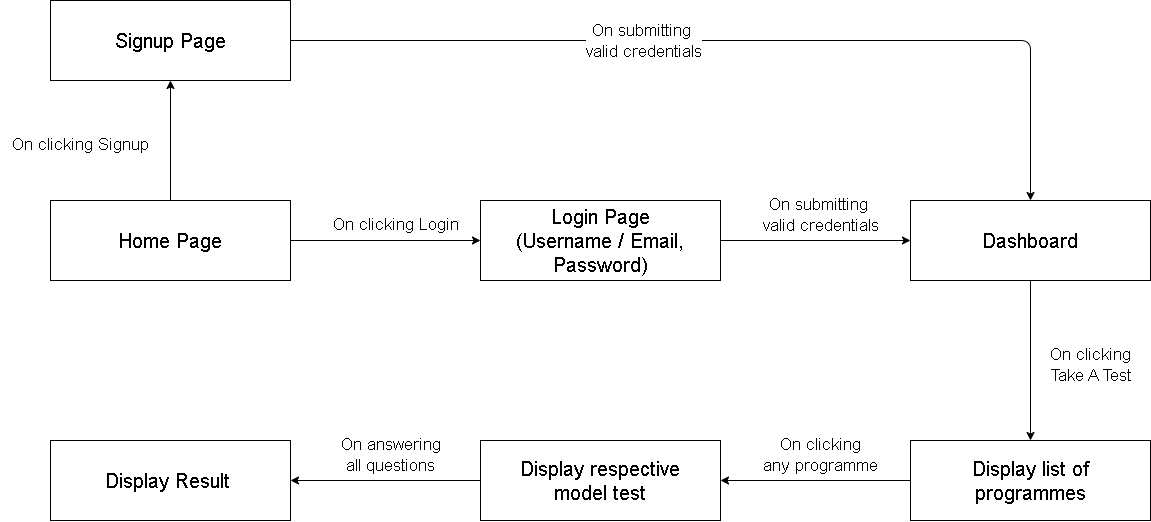 Signup Page
On submitting
valid credentials
On clicking Signup
Home Page
On clicking Login
Login Page
(Username / Email,
Password)
On submitting
valid credentials
Dashboard
On clicking
Take A Test
Display list of
programmes
On clicking
any programme
Display respective
model test
On answering
all questions
Display Result